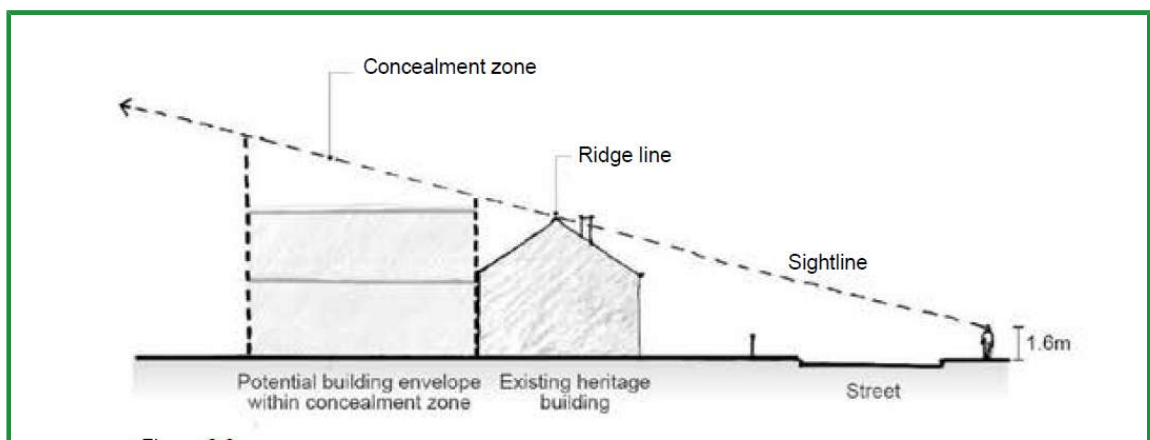 Concealment zone
Ridge line
Sightline
1.6m
Potential building envelope
within concealment zone
Existing heritage
building
Street